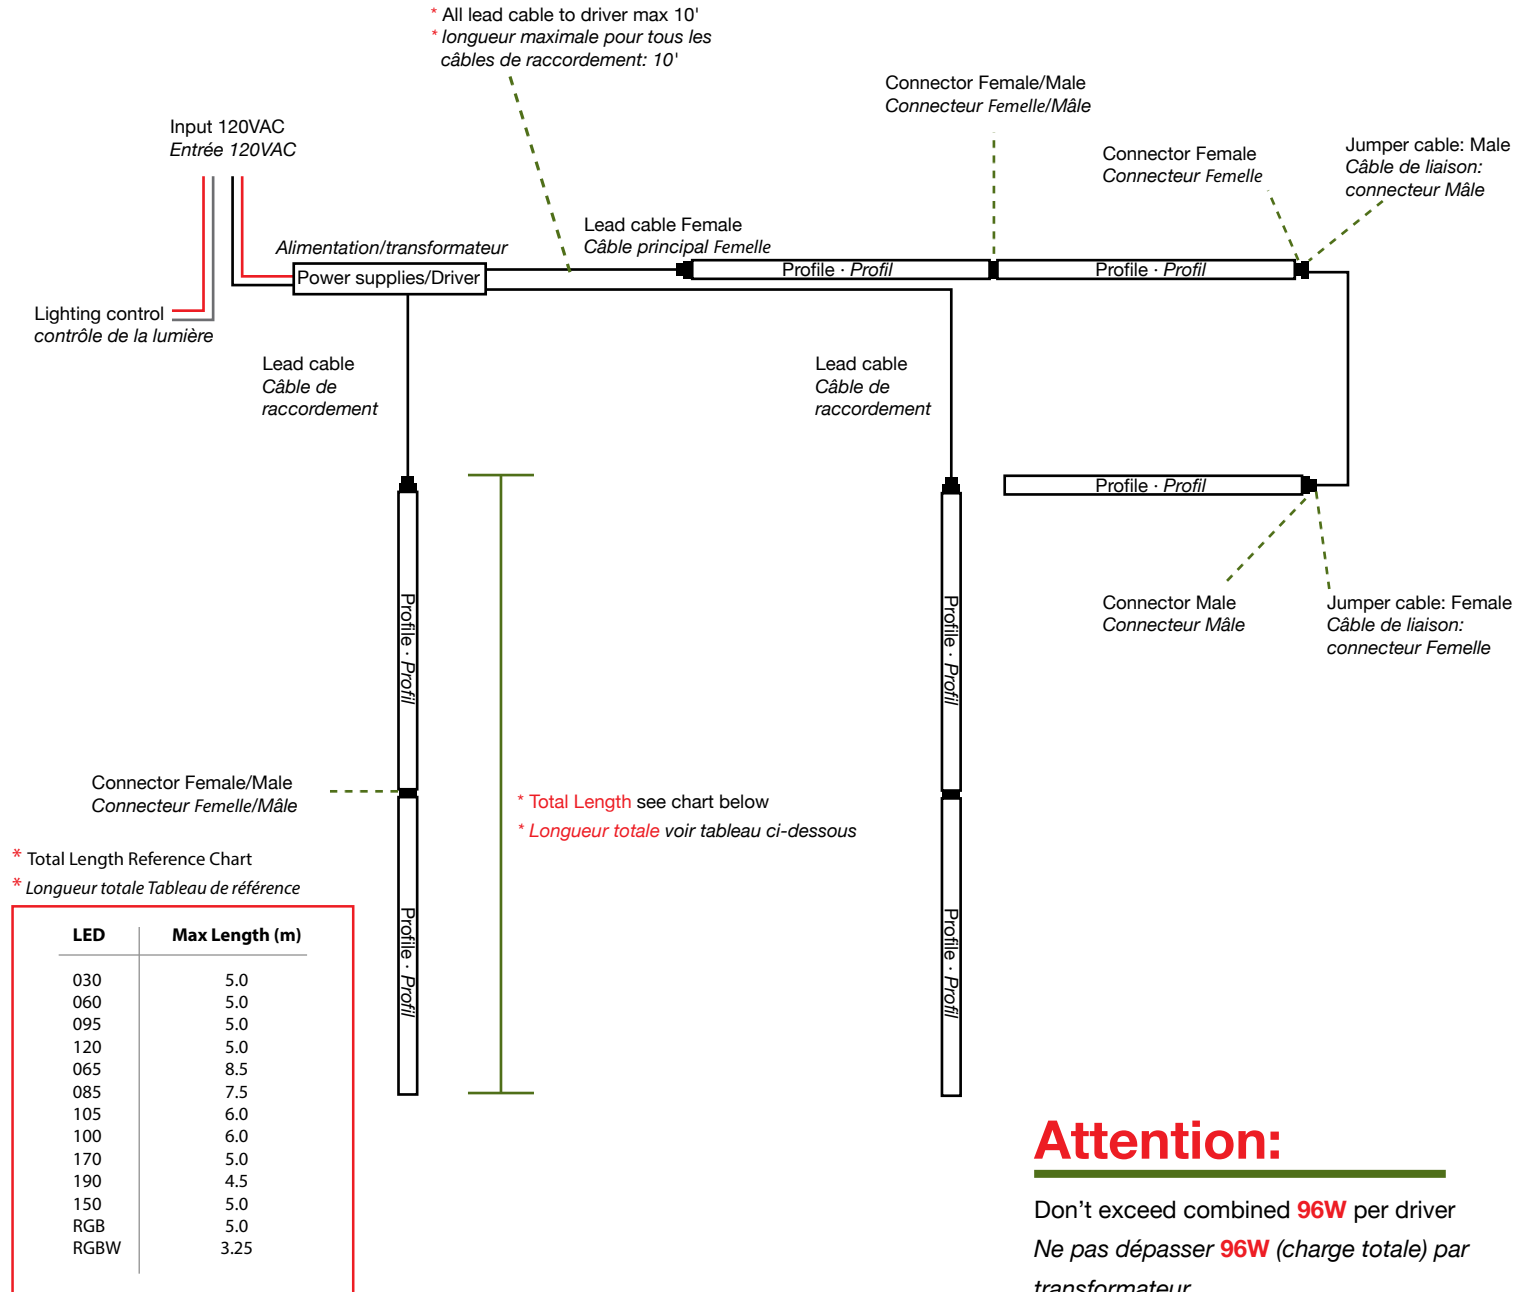 * All lead cable to driver max 10'
* longueur maximale pour tous les
câbles de raccordement: 10'
Connector Female/Male
Connecteur Femelle/Mâle
Input 120VAC
Entrée 120VAC
Connector Female
Connecteur Femelle
Jumper cable: Male
Câble de liaison:
connecteur Mâle
Lead cable Female
Câble principal Femelle
Alimentation/transformateur
Power supplies/Driver
Profile · Profil
Profile · Profil
Lighting control
contrôle de la lumière
Lead cable
Câble de
raccordement
Lead cable
Câble de
raccordement
Profile · Profil
Connector Male
Connecteur Mâle
Jumper cable: Female
Câble de liaison:
connecteur Femelle
Profile · Profil
Profile · Profil
Connector Female/Male
Connecteur Femelle/Mâle
* Total Length see chart below
* Longueur totale voir tableau ci-dessous
Profile · Profil
Profile · Profil
* Total Length Reference Chart
* Longueur totale Tableau de référence
LED Max Length (m)
030 5.0
060 5.0
095 5.0
120 5.0
065 8.5
085 7.5
105 6.0
100 6.0
170 5.0
190 4.5
150 5.0
RGB 5.0
RGBW 3.25
Attention:
Don't exceed combined 96W per driver
Ne pas dépasser 96W (charge totale) par
transformateur